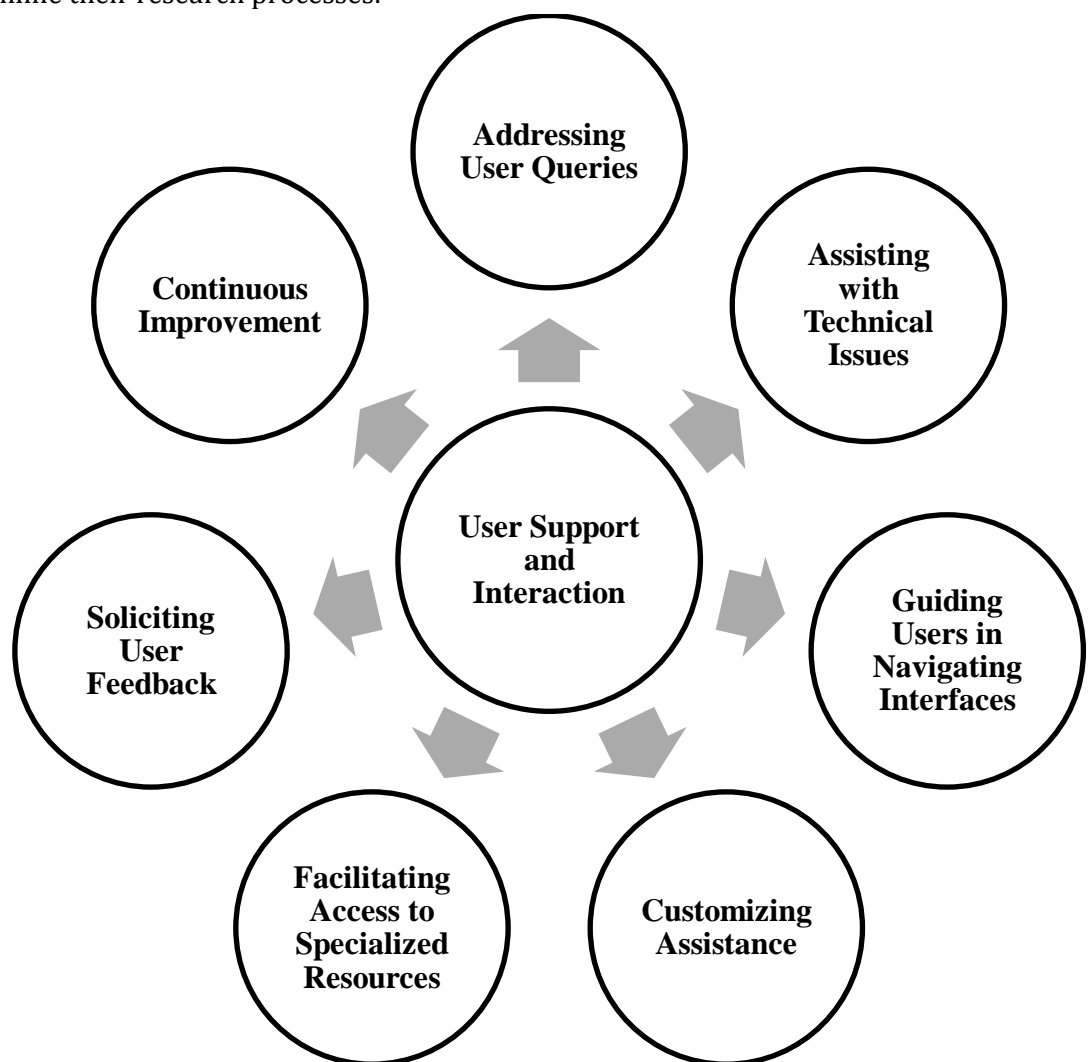 their research processes.
Addressing
User Queries
Assisting
with
Technical
Issues
Guiding
Users in
Navigating
Interfaces
Customizing
Assistance
Facilitating
Access to
Specialized
Resources
Soliciting
User
Feedback
Continuous
Improvement
User Support
and
Interaction